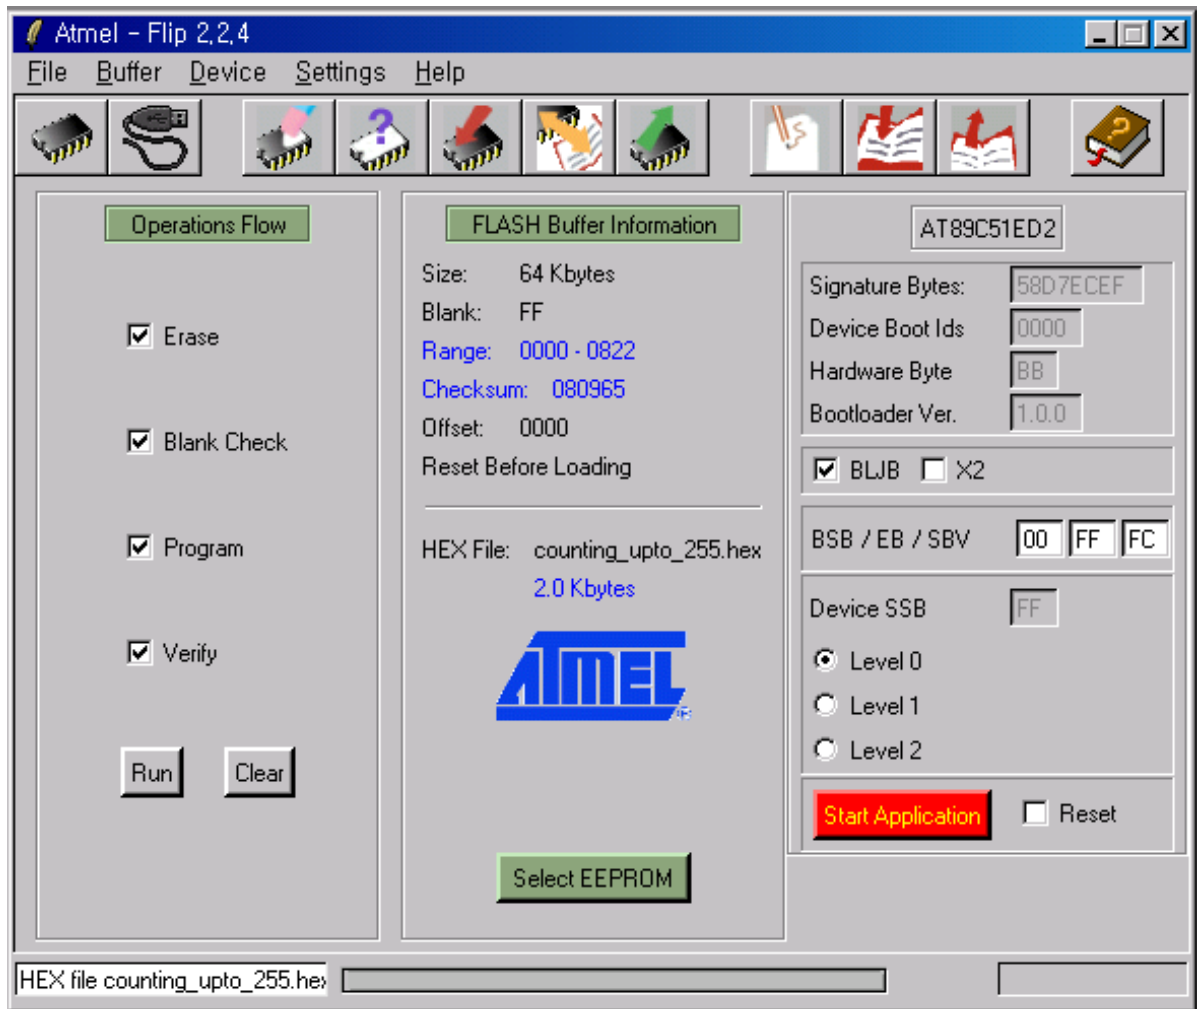 Atmel - Flip 2,2,4
File Buffer Device Settings Help
Operations Flow
Erase
Blank Check
Program
Verify
Run Clear
FLASH Buffer Information
Size: 64 Kbytes
Blank: FF
Range: 0000 - 0822
Checksum: 080965
Offset: 0000
Reset Before Loading
HEX File: counting_upto_255.hex
2.0 Kbytes
ATMEL ®
Select EEPROM
AT89C51ED2
Signature Bytes: 58D7ECEF
Device Boot Ids 0000
Hardware Byte BB
Bootloader Ver. 1.0.0
BLJB X2
BSB / EB / SBV 00 FF FC
Device SSB FF
Level 0
Level 1
Level 2
Start Application Reset
HEX file counting_upto_255.hex